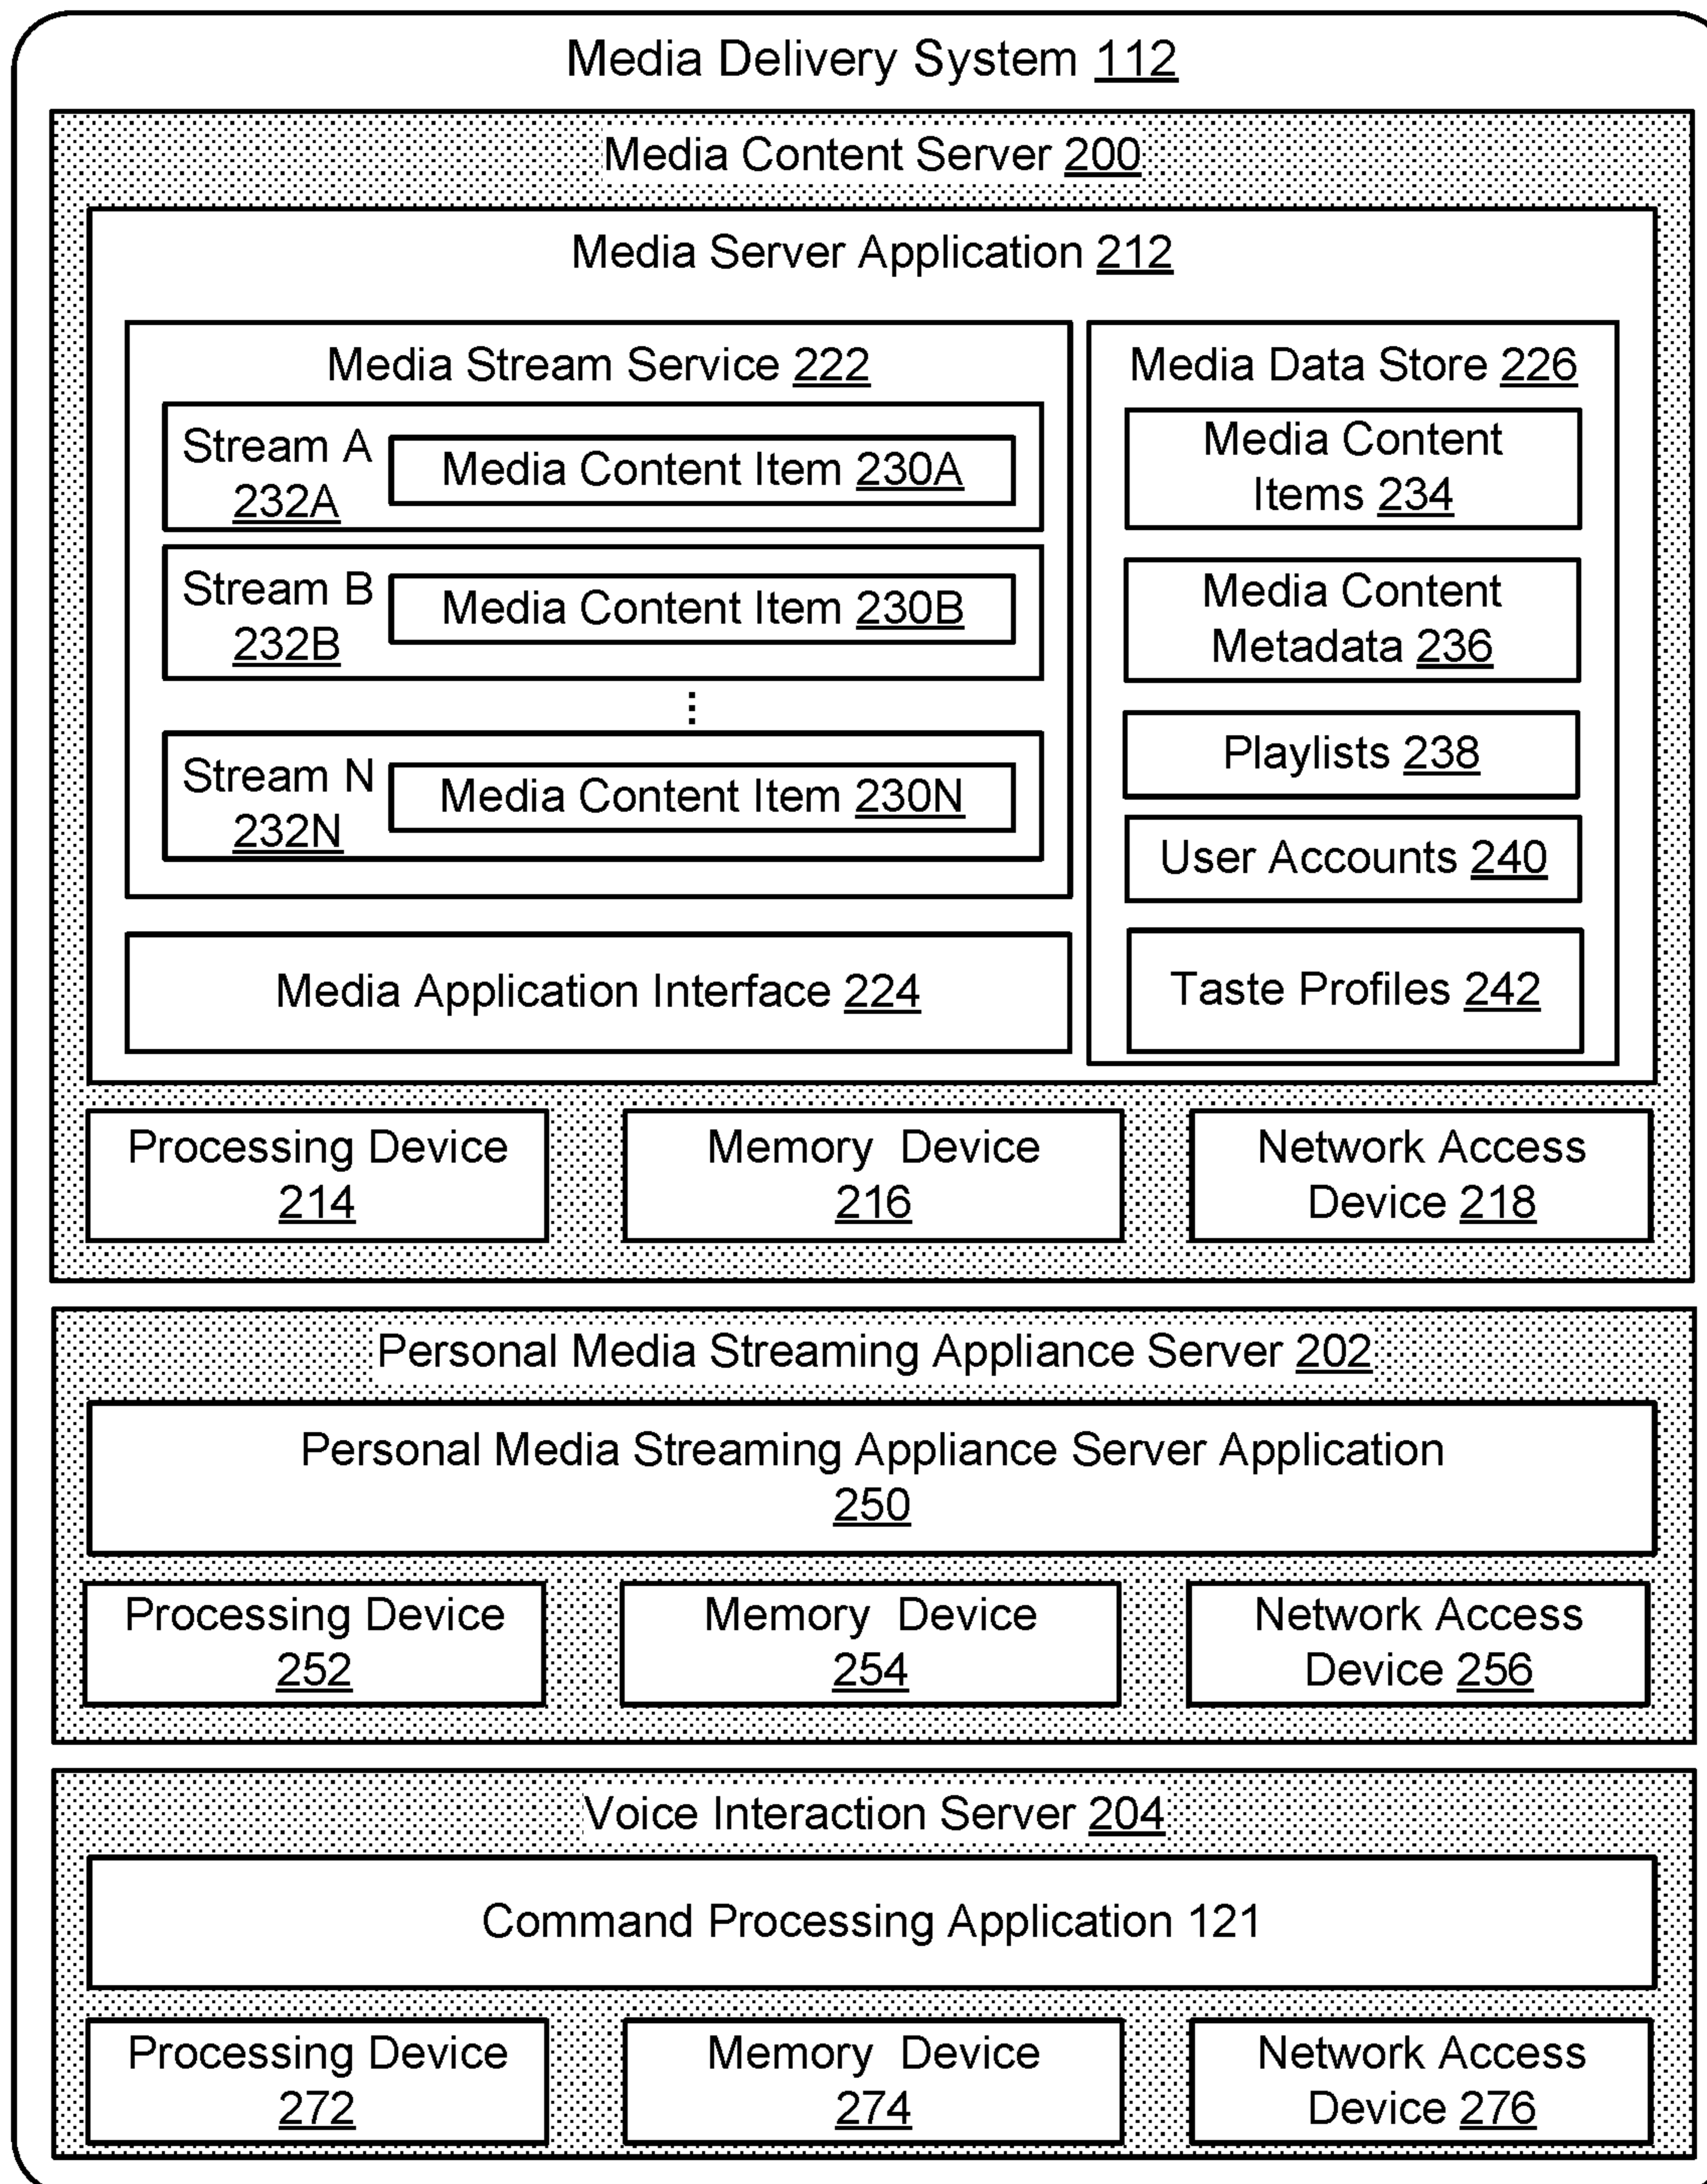 Media Delivery System 112
Media Content Server 200
Media Server Application 212
Media Stream Service 222
Stream A
232A
Media Content Item 230A
Stream B
232B
Media Content Item 230B
⋮
Stream N
232N
Media Content Item 230N
Media Application Interface 224
Media Data Store 226
Media Content
Items 234
Media Content
Metadata 236
Playlists 238
User Accounts 240
Taste Profiles 242
Processing Device
214
Memory Device
216
Network Access
Device 218
Personal Media Streaming Appliance Server 202
Personal Media Streaming Appliance Server Application
250
Processing Device
252
Memory Device
254
Network Access
Device 256
Voice Interaction Server 204
Command Processing Application 121
Processing Device
272
Memory Device
274
Network Access
Device 276